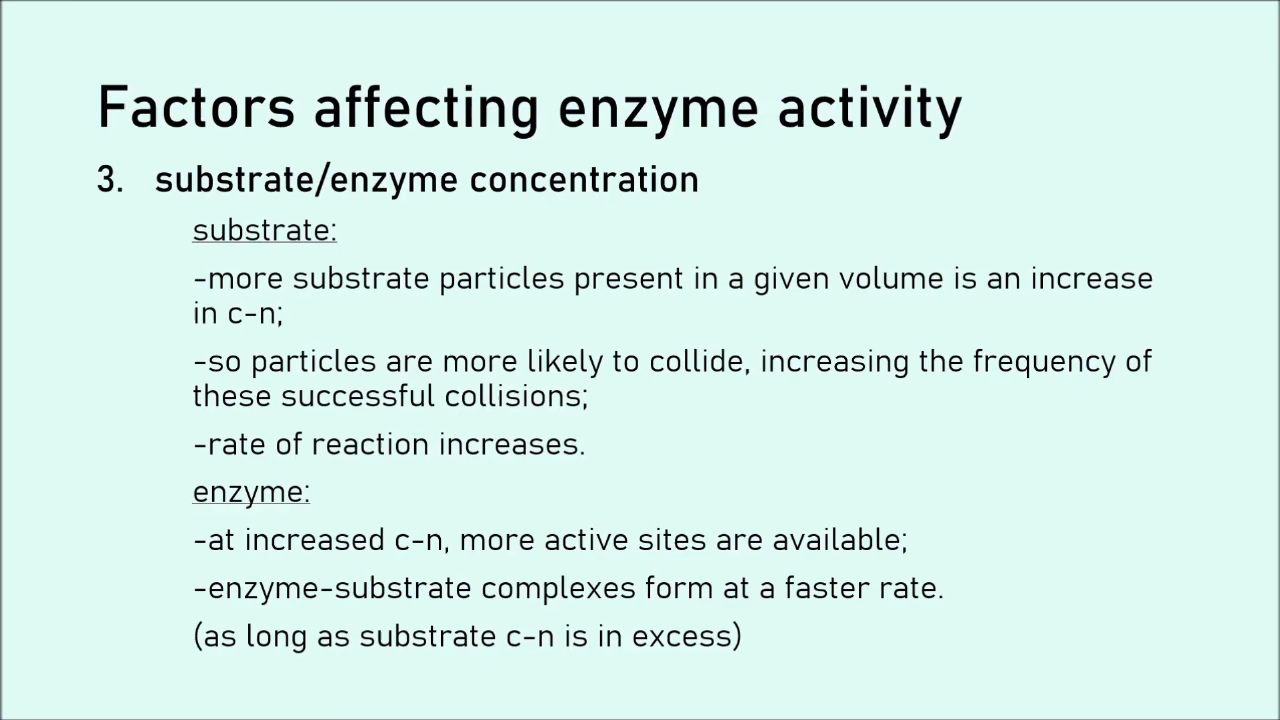 Factors affecting enzyme activity
3. substrate/enzyme concentration
substrate:
-more substrate particles present in a given volume is an increase
in c-n;
-so particles are more likely to collide, increasing the frequency of
these successful collisions;
-rate of reaction increases.
enzyme:
-at increased c-n, more active sites are available;
-enzyme-substrate complexes form at a faster rate.
(as long as substrate c-n is in excess)